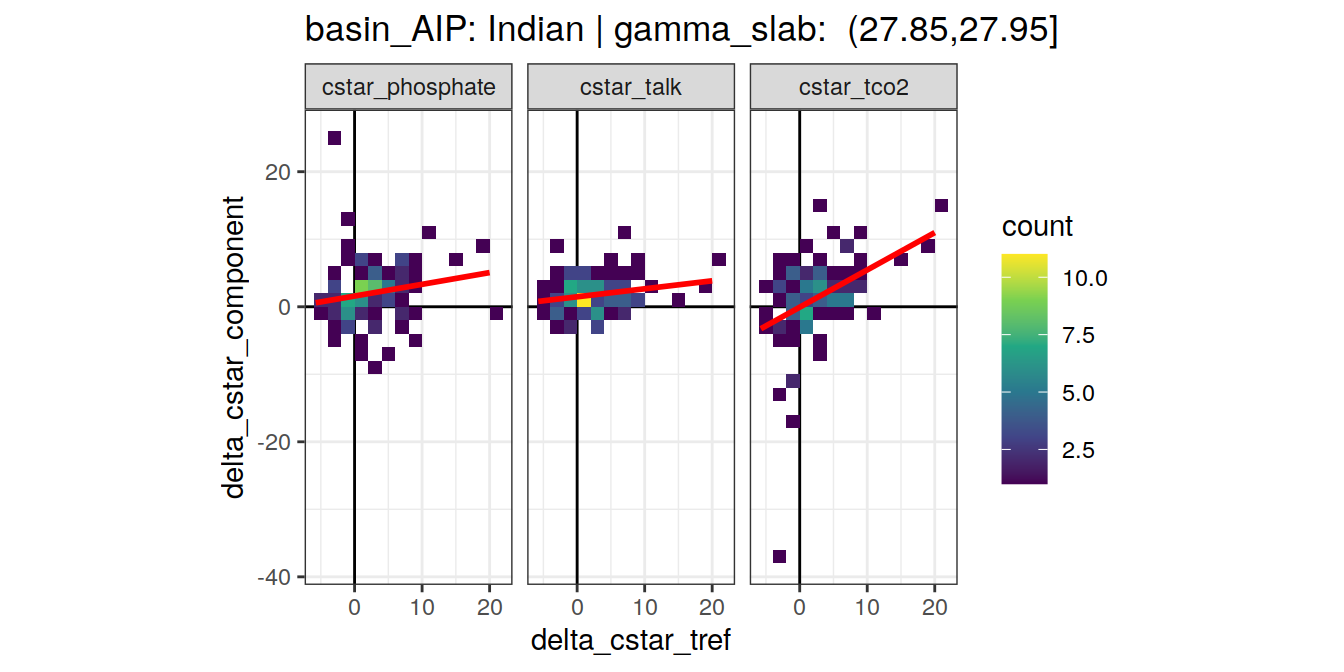 basin_AIP: Indian | gamma_slab:  (27.85,27.95]
cstar_phosphate
cstar_talk
cstar_tco2
delta_cstar_component
20
0
-20
-40
0 10 20
0 10 20
0 10 20
delta_cstar_tref
count
10.0
7.5
5.0
2.5